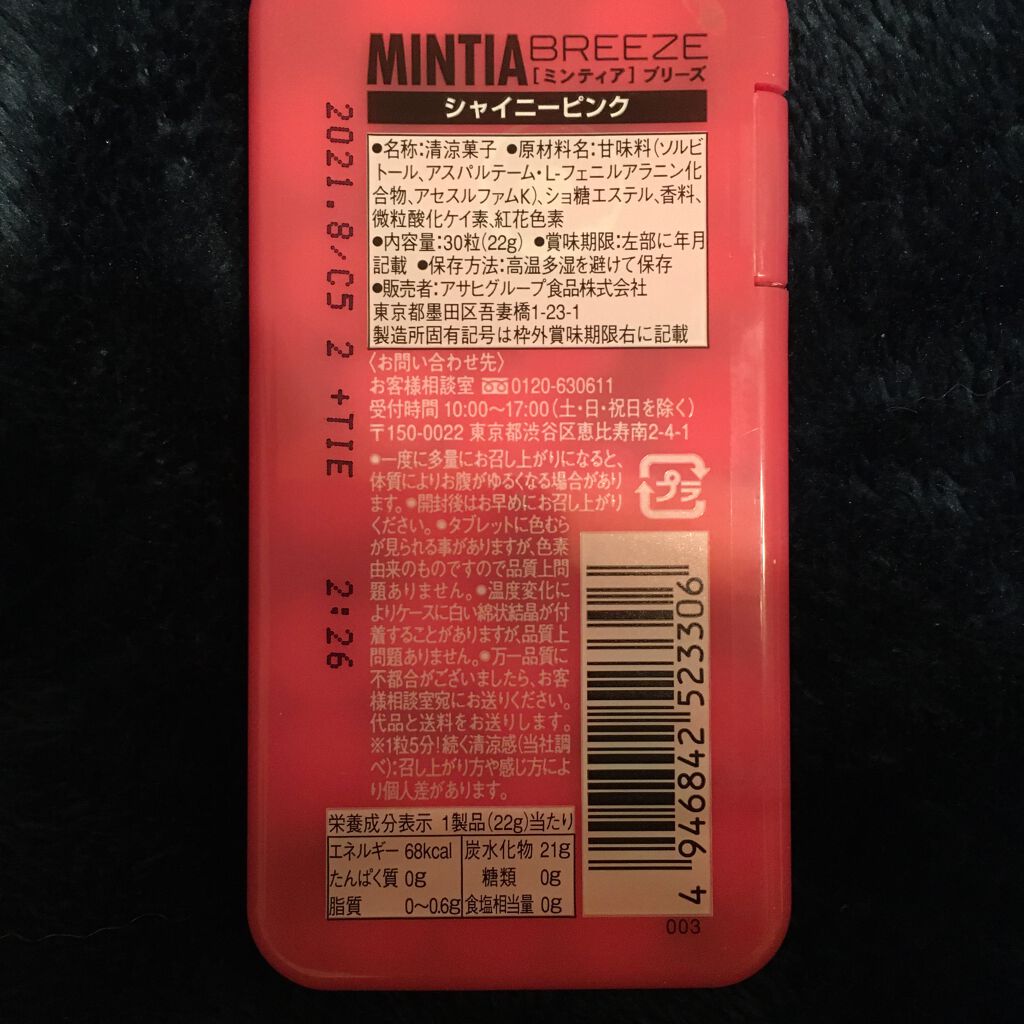 MINTIA BREEZE
[ミンティア] ブリーズ
シャイニーピンク
●名称:清涼菓子 ●原材料名:甘味料(ソルビ
トール、アスパルテーム・L-フェニルアラニン化
合物、アセスルファムK)、ショ糖エステル、香料、
微粒酸化ケイ素、紅花色素
●内容量:30粒(22g) ●賞味期限:左部に年月
記載 ●保存方法:高温多湿を避けて保存
●販売者:アサヒグループ食品株式会社
東京都墨田区吾妻橋1-23-1
製造所固有記号は枠外賞味期限右に記載
〈お問い合わせ先〉
お客様相談室 0120-630611
受付時間 10:00〜17:00(土・日・祝日を除く)
〒150-0022 東京都渋谷区恵比寿南2-4-1
●一度に多量にお召し上がりになると、
体質によりお腹がゆるくなる場合があり
ます。●開封後はお早めにお召し上がり
ください。●タブレットに色むら
が見られる事がありますが、色素
由来のものですので品質上問
題ありません。●温度変化に
よりケースに白い綿状結晶が付
着することがありますが、品質上
問題ありません。●万一品質に
不都合がございましたら、お客
様相談室宛にお送りください。
代品と送料をお送りします。
※1粒5分!続く清涼感(当社調
べ):召し上がり方や感じ方によ
り個人差があります。
プラ
2021.8/C5 2 +TIE 2:26
栄養成分表示 1製品(22g)当たり
エネルギー 68kcal 炭水化物 21g
たんぱく質 0g 糖類 0g
脂質 0〜0.6g 食塩相当量 0g
4 946842 523306
003